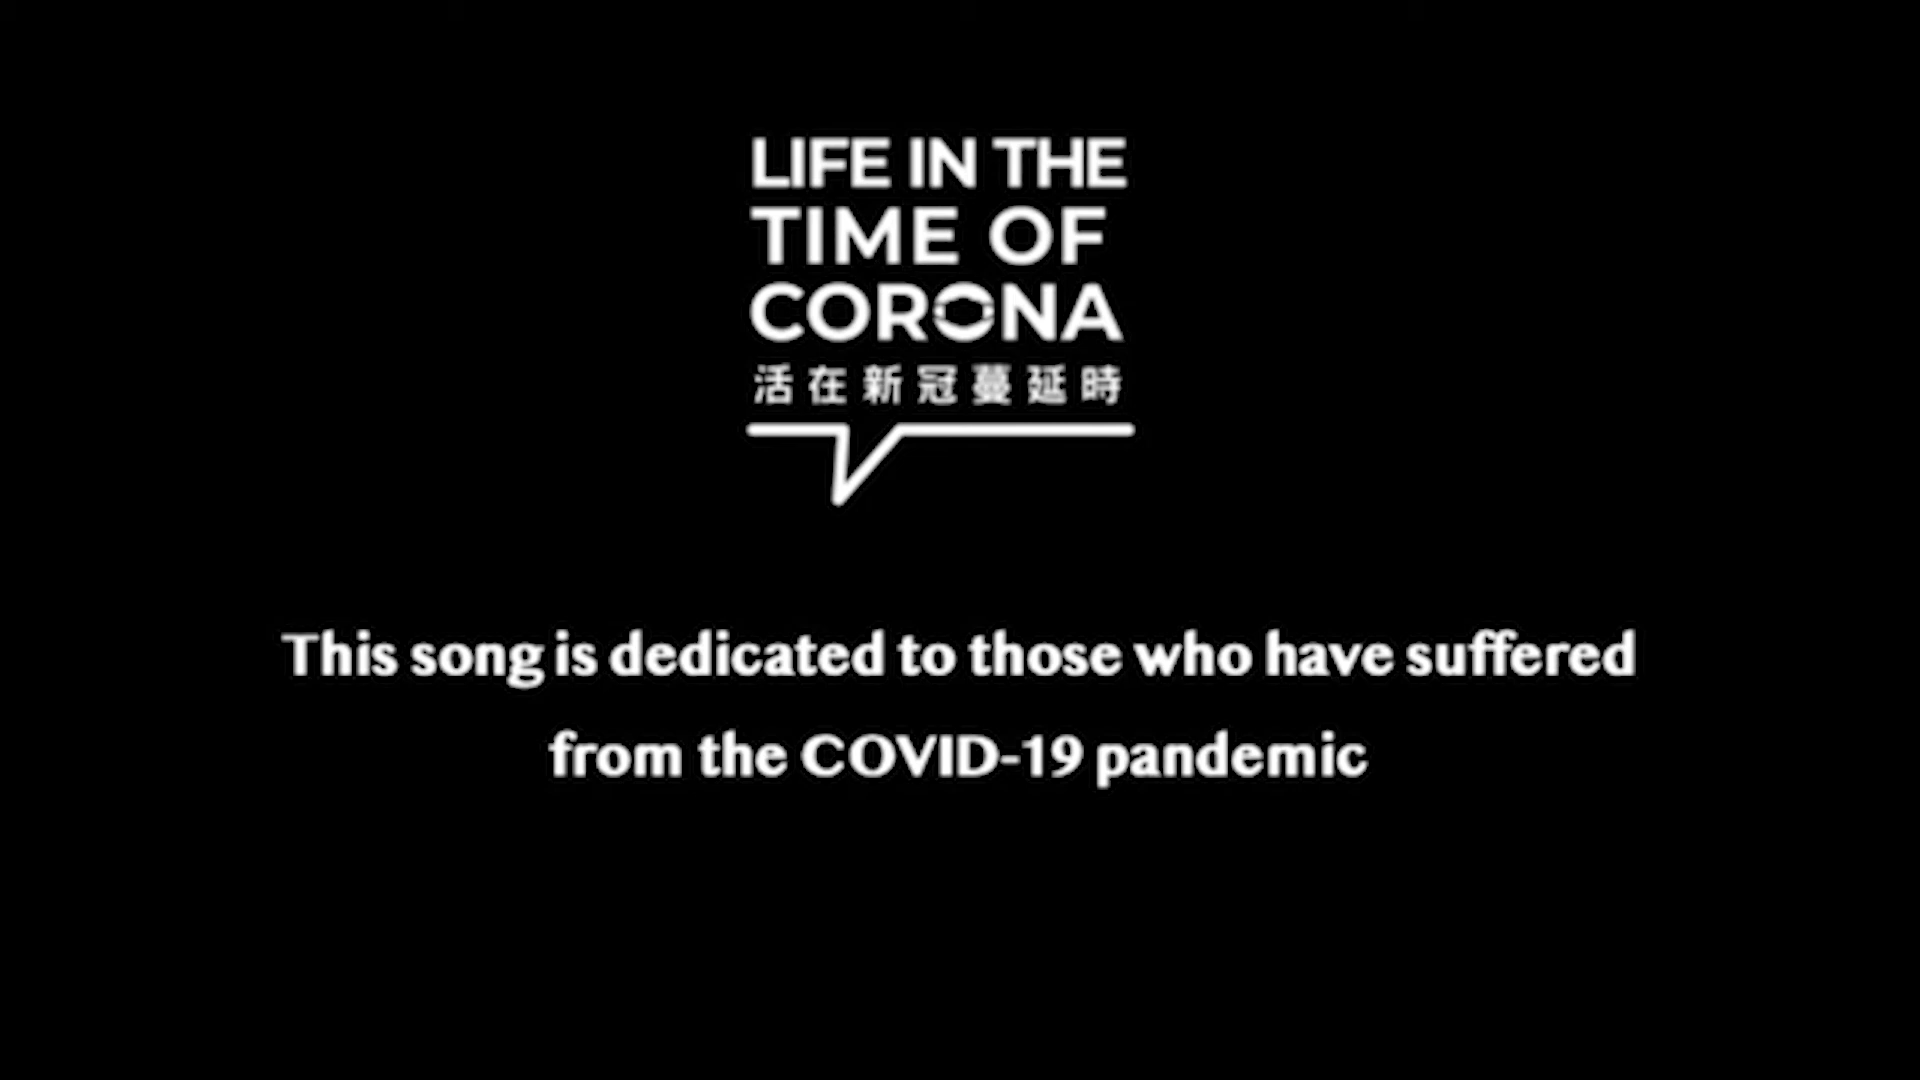 LIFE IN THE
TIME OF
CORONA
活在新冠蔓延時
This song is dedicated to those who have suffered
from the COVID-19 pandemic